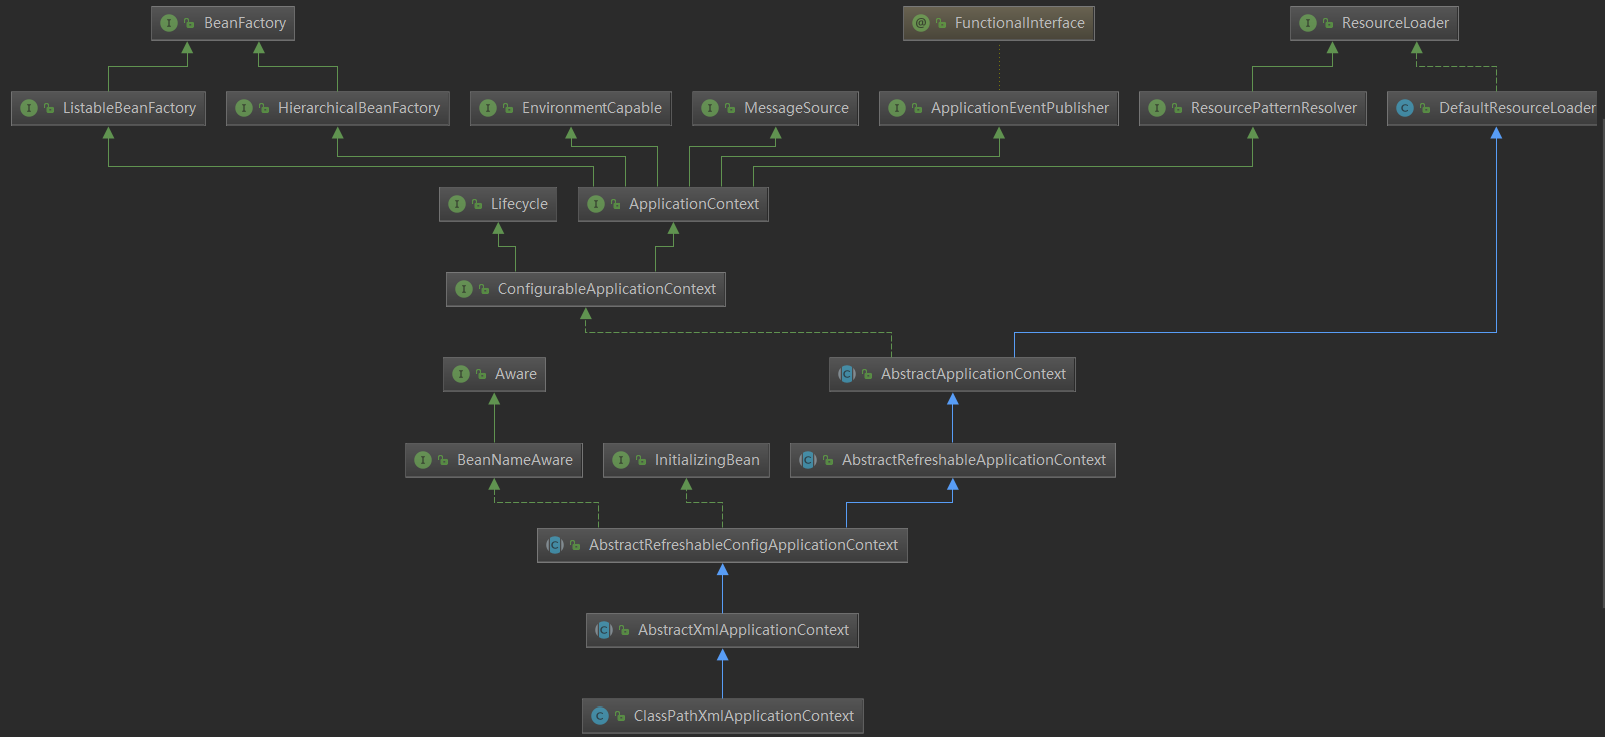 BeanFactory
FunctionalInterface
ResourceLoader
ListableBeanFactory
HierarchicalBeanFactory
EnvironmentCapable
MessageSource
ApplicationEventPublisher
ResourcePatternResolver
DefaultResourceLoader
Lifecycle
ApplicationContext
ConfigurableApplicationContext
Aware
AbstractApplicationContext
BeanNameAware
InitializingBean
AbstractRefreshableApplicationContext
AbstractRefreshableConfigApplicationContext
AbstractXmlApplicationContext
ClassPathXmlApplicationContext